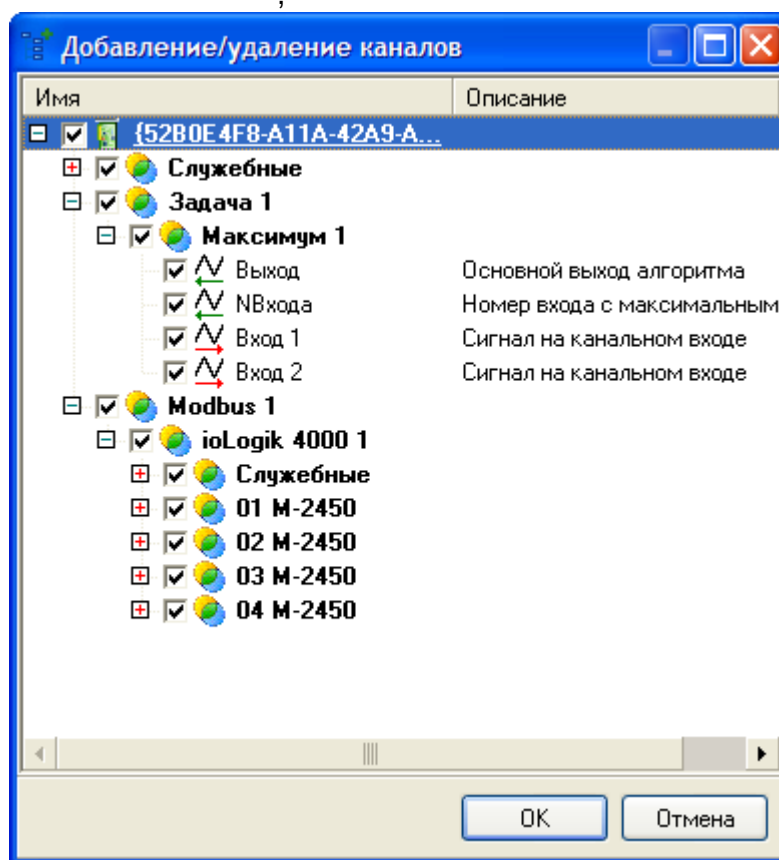 Добавление/удаление каналов
Имя Описание
{52B0E4F8-A11A-42A9-A...
Служебные
Задача 1
Максимум 1
Выход Основной выход алгоритма
NВхода Номер входа с максимальным
Вход 1 Сигнал на канальном входе
Вход 2 Сигнал на канальном входе
Modbus 1
ioLogik 4000 1
Служебные
01 M-2450
02 M-2450
03 M-2450
04 M-2450
OK Отмена